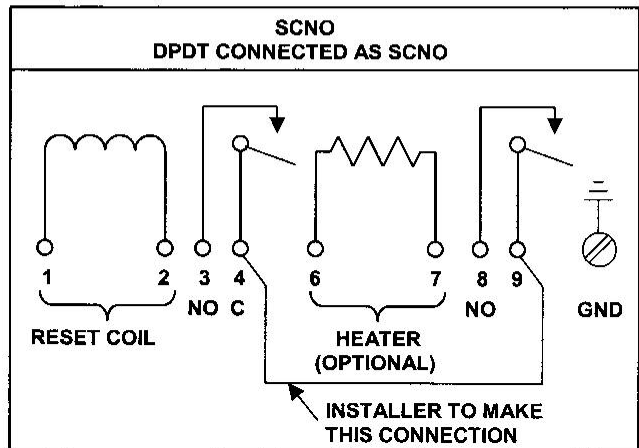 SCNO
DPDT CONNECTED AS SCNO
1 2 3 4 6 7 8 9
NO C NO GND
RESET COIL HEATER
(OPTIONAL)
INSTALLER TO MAKE
THIS CONNECTION